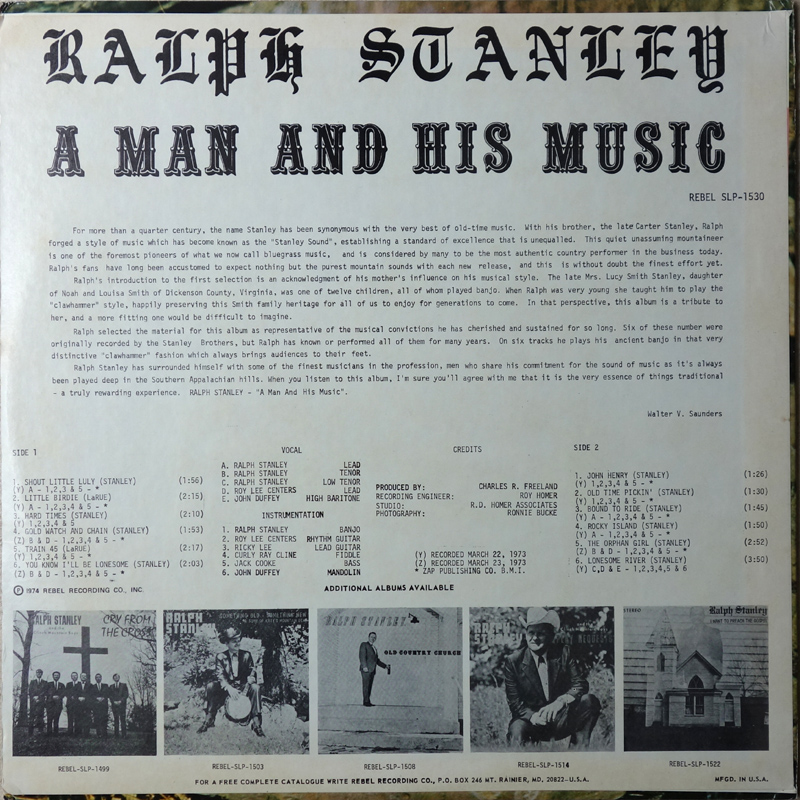 RALPH STANLEY
A MAN AND HIS MUSIC
REBEL SLP-1530
For more than a quarter century, the name Stanley has been synonymous with the very best of old-time music. With his brother, the late Carter Stanley, Ralph
forged a style of music which has become known as the "Stanley Sound", establishing a standard of excellence that is unequalled. This quiet unassuming mountaineer
is one of the foremost pioneers of what we now call bluegrass music, and is considered by many to be the most authentic country performer in the business today.
Ralph's fans have long been accustomed to expect nothing but the purest mountain sounds with each new release, and this is without doubt the finest effort yet.
Ralph's introduction to the first selection is an acknowledgment of his mother's influence on his musical style. The late Mrs. Lucy Smith Stanley, daughter
of Noah and Louisa Smith of Dickenson County, Virginia, was one of twelve children, all of whom played banjo. When Ralph was very young she taught him to play the
"clawhammer" style, happily preserving this Smith family heritage for all of us to enjoy for generations to come. In that perspective, this album is a tribute to
her, and a more fitting one would be difficult to imagine.
Ralph selected the material for this album as representative of the musical convictions he has cherished and sustained for so long. Six of these number were
originally recorded by the Stanley Brothers, but Ralph has known or performed all of them for many years. On six tracks he plays his ancient banjo in that very
distinctive "clawhammer" fashion which always brings audiences to their feet.
Ralph Stanley has surrounded himself with some of the finest musicians in the profession, men who share his commitment for the sound of music as it's always
been played deep in the Southern Appalachian hills. When you listen to this album, I'm sure you'll agree with me that it is the very essence of things traditional
- a truly rewarding experience. RALPH STANLEY - "A Man And His Music".
Walter V. Saunders
SIDE 1
1. SHOUT LITTLE LULY (STANLEY) (1:56)
(Y) A - 1,2,3 & 5 - *
2. LITTLE BIRDIE (LaRUE) (2:15)
(Y) A - 1,2,3,4 & 5 - *
3. HARD TIMES (STANLEY) (2:10)
(Y) 1,2,3,4 & 5
4. GOLD WATCH AND CHAIN (STANLEY) (1:53)
(Z) B & D - 1,2,3,4 & 5 - *
5. TRAIN 45 (LaRUE) (2:17)
(Y) 1,2,3,4 & 5 - *
6. YOU KNOW I'LL BE LONESOME (STANLEY) (2:03)
(Z) B & D - 1,2,3,4 & 5 - *
Ⓟ 1974 REBEL RECORDING CO., INC.
VOCAL
A. RALPH STANLEY LEAD
B. RALPH STANLEY TENOR
C. RALPH STANLEY LOW TENOR
D. ROY LEE CENTERS LEAD
E. JOHN DUFFEY HIGH BARITONE
INSTRUMENTATION
1. RALPH STANLEY BANJO
2. ROY LEE CENTERS RHYTHM GUITAR
3. RICKY LEE LEAD GUITAR
4. CURLY RAY CLINE FIDDLE
5. JACK COOKE BASS
6. JOHN DUFFEY MANDOLIN
CREDITS
PRODUCED BY: CHARLES R. FREELAND
RECORDING ENGINEER: ROY HOMER
STUDIO: R.D. HOMER ASSOCIATES
PHOTOGRAPHY: RONNIE BUCKE
(Y) RECORDED MARCH 22, 1973
(Z) RECORDED MARCH 23, 1973
* ZAP PUBLISHING CO. B.M.I.
SIDE 2
1. JOHN HENRY (STANLEY) (1:26)
(Y) 1,2,3,4 & 5 - *
2. OLD TIME PICKIN' (STANLEY) (1:30)
(Y) 1,2,3,4 & 5 - *
3. BOUND TO RIDE (STANLEY) (1:45)
(Y) A - 1,2,3,4 & 5 - *
4. ROCKY ISLAND (STANLEY) (1:50)
(Y) A - 1,2,3,4 & 5 - *
5. THE ORPHAN GIRL (STANLEY) (2:52)
(Z) B & D - 1,2,3,4 & 5 - *
6. LONESOME RIVER (STANLEY) (3:50)
(Y) C,D & E - 1,2,3,4,5 & 6
ADDITIONAL ALBUMS AVAILABLE
RALPH STANLEY
CRY FROM
THE CROSS
RALPH
STAN
SOMETHING OLD - SOMETHING NEW
RALPH STANLEY
OLD COUNTRY CHURCH
RALPH
STEREO
Ralph Stanley
I WANT TO PREACH THE GOSPEL
REBEL-SLP-1499
REBEL-SLP-1503
REBEL-SLP-1508
REBEL-SLP-1514
REBEL-SLP-1522
FOR A FREE COMPLETE CATALOGUE WRITE REBEL RECORDING CO., P.O. BOX 246 MT. RAINIER, MD. 20822-U.S.A.
MFGD. IN U.S.A.